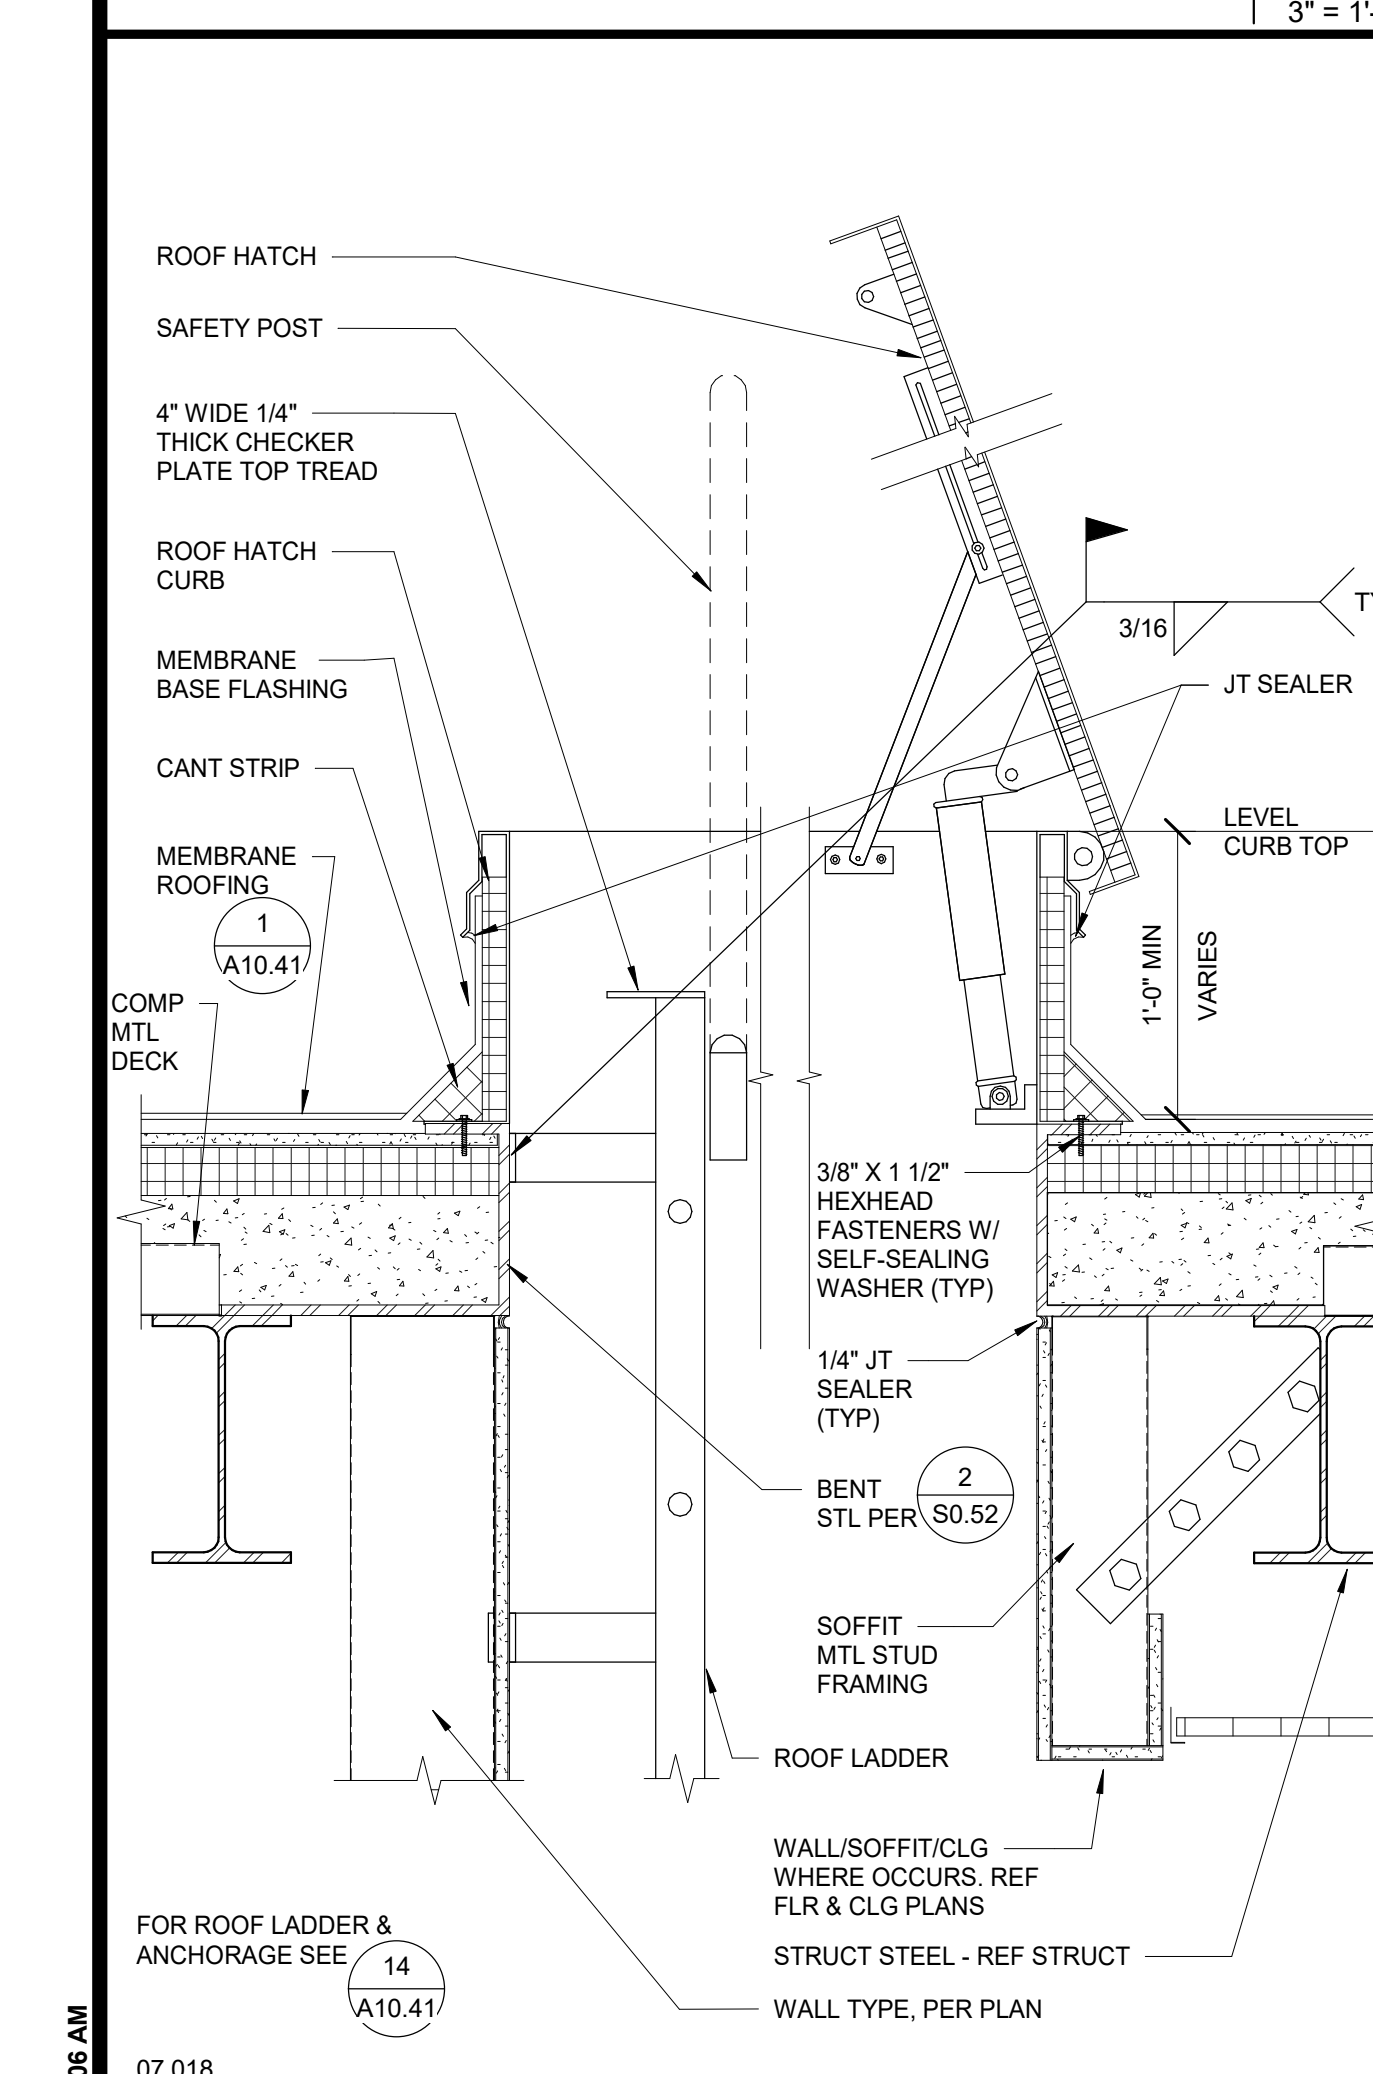 3" = 1'-
ROOF HATCH
SAFETY POST
4" WIDE 1/4"
THICK CHECKER
PLATE TOP TREAD
ROOF HATCH
CURB
MEMBRANE
BASE FLASHING
CANT STRIP
MEMBRANE
ROOFING
1
A10.41
COMP
MTL
DECK
3/16
JT SEALER
LEVEL
CURB TOP
1'-0" MIN
VARIES
3/8" X 1 1/2"
HEXHEAD
FASTENERS W/
SELF-SEALING
WASHER (TYP)
1/4" JT
SEALER
(TYP)
BENT
STL PER
2
S0.52
SOFFIT
MTL STUD
FRAMING
ROOF LADDER
WALL/SOFFIT/CLG
WHERE OCCURS. REF
FLR & CLG PLANS
STRUCT STEEL - REF STRUCT
WALL TYPE, PER PLAN
FOR ROOF LADDER &
ANCHORAGE SEE
14
A10.41
06 AM
07.018